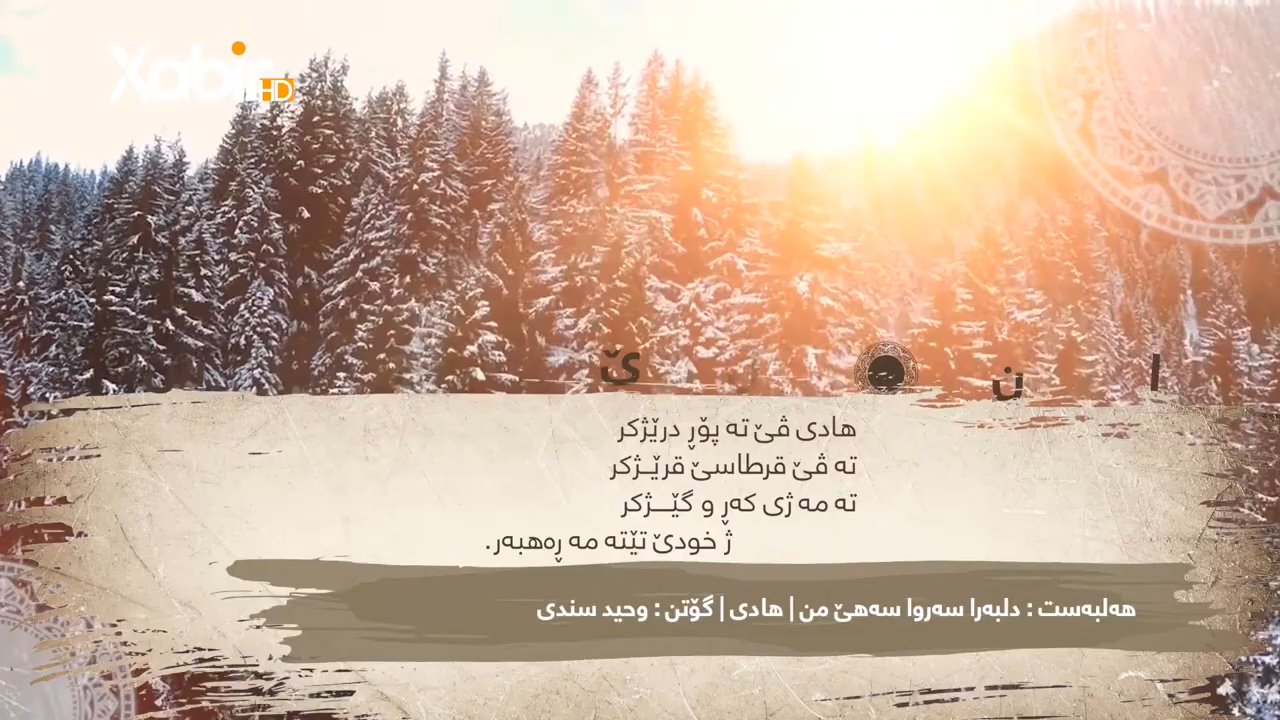 Xabir HD
ا ن ێ
هادی ڤێ تە پۆڕ درێژکر
تە ڤێ قرطاسێ قرێـژکر
تە مە ژی کەڕ و گێـــژکر
ژ خودێ تێتە مە ڕەهبەر.
هەلبەست : دلبەرا سەروا سەهێ من | هادی | گۆتن : وحید سندی